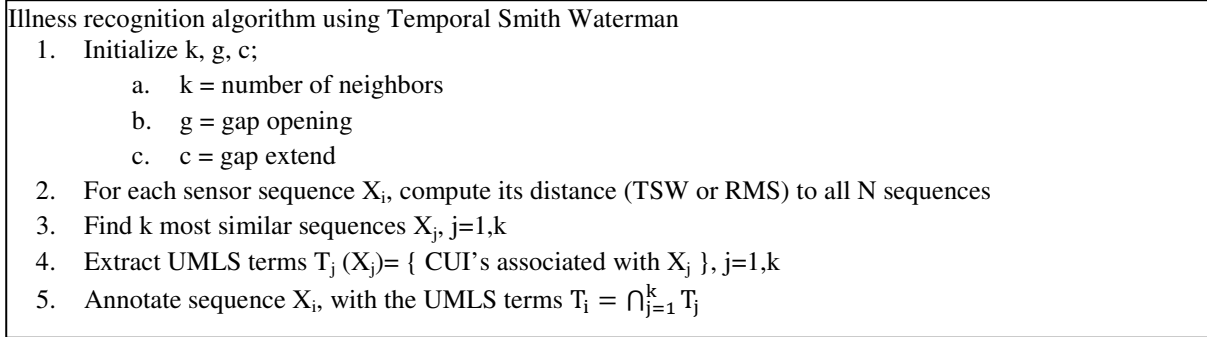 Illness recognition algorithm using Temporal Smith Waterman
1. Initialize k, g, c;
a. k = number of neighbors
b. g = gap opening
c. c = gap extend
2. For each sensor sequence Xᵢ, compute its distance (TSW or RMS) to all N sequences
3. Find k most similar sequences Xⱼ, j=1,k
4. Extract UMLS terms Tⱼ (Xⱼ)= { CUI's associated with Xⱼ }, j=1,k
5. Annotate sequence Xᵢ, with the UMLS terms Tᵢ = ⋂ⱼ₌₁ᵏ Tⱼ